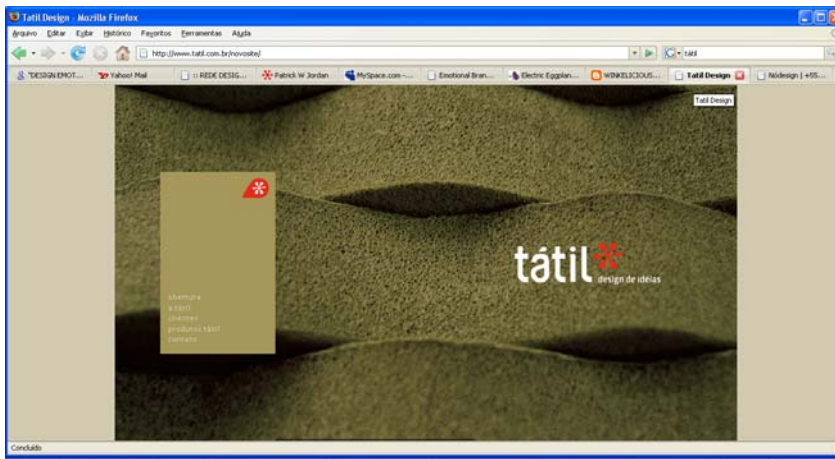 Tatil Design - Mozilla Firefox
Arquivo Editar Exibir Histórico Favoritos Ferramentas Ajuda
http://www.tatil.com.br/novosite/
tátil
"DESIGN EMOT... Yahoo! Mail :: REDE DESIG... Patrick W Jordan MySpace.com -... Emotional Bran... Electric Eggplan... WINKELICIOUS... Tatil Design Nódesign | +55...
Tatil Design
tátil
design de idéias
abertura
a tátil
clientes
produtos tátil
contato
Concluído